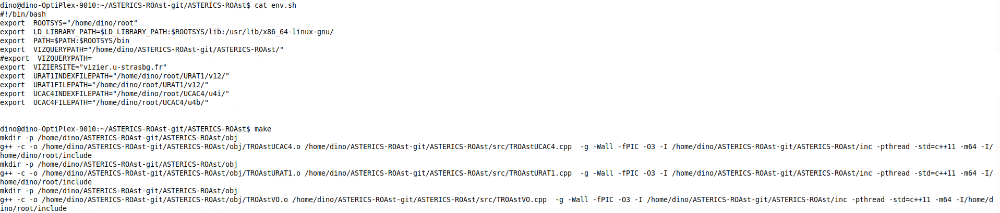 dino@dino-OptiPlex-9010:~/ASTERICS-ROAst-git/ASTERICS-ROAst$ cat env.sh
#!/bin/bash
export  ROOTSYS="/home/dino/root"
export  LD_LIBRARY_PATH=$LD_LIBRARY_PATH:$ROOTSYS/lib:/usr/lib/x86_64-linux-gnu/
export  PATH=$PATH:$ROOTSYS/bin
export  VIZQUERYPATH="/home/dino/ASTERICS-ROAst-git/ASTERICS-ROAst/"
#export  VIZQUERYPATH=
export  VIZIERSITE="vizier.u-strasbg.fr"
export  URAT1INDEXFILEPATH="/home/dino/root/URAT1/v12/"
export  URAT1FILEPATH="/home/dino/root/URAT1/v12/"
export  UCAC4INDEXFILEPATH="/home/dino/root/UCAC4/u4i/"
export  UCAC4FILEPATH="/home/dino/root/UCAC4/u4b/"
dino@dino-OptiPlex-9010:~/ASTERICS-ROAst-git/ASTERICS-ROAst$ make
mkdir -p /home/dino/ASTERICS-ROAst-git/ASTERICS-ROAst/obj
g++ -c -o /home/dino/ASTERICS-ROAst-git/ASTERICS-ROAst/obj/TROAstUCAC4.o /home/dino/ASTERICS-ROAst-git/ASTERICS-ROAst/src/TROAstUCAC4.cpp  -g -Wall -fPIC -O3 -I /home/dino/ASTERICS-ROAst-git/ASTERICS-ROAst/inc -pthread -std=c++11 -m64 -I/
home/dino/root/include
mkdir -p /home/dino/ASTERICS-ROAst-git/ASTERICS-ROAst/obj
g++ -c -o /home/dino/ASTERICS-ROAst-git/ASTERICS-ROAst/obj/TROAstURAT1.o /home/dino/ASTERICS-ROAst-git/ASTERICS-ROAst/src/TROAstURAT1.cpp  -g -Wall -fPIC -O3 -I /home/dino/ASTERICS-ROAst-git/ASTERICS-ROAst/inc -pthread -std=c++11 -m64 -I/
home/dino/root/include
mkdir -p /home/dino/ASTERICS-ROAst-git/ASTERICS-ROAst/obj
g++ -c -o /home/dino/ASTERICS-ROAst-git/ASTERICS-ROAst/obj/TROAstVO.o /home/dino/ASTERICS-ROAst-git/ASTERICS-ROAst/src/TROAstVO.cpp  -g -Wall -fPIC -O3 -I /home/dino/ASTERICS-ROAst-git/ASTERICS-ROAst/inc -pthread -std=c++11 -m64 -I/home/d
ino/root/include